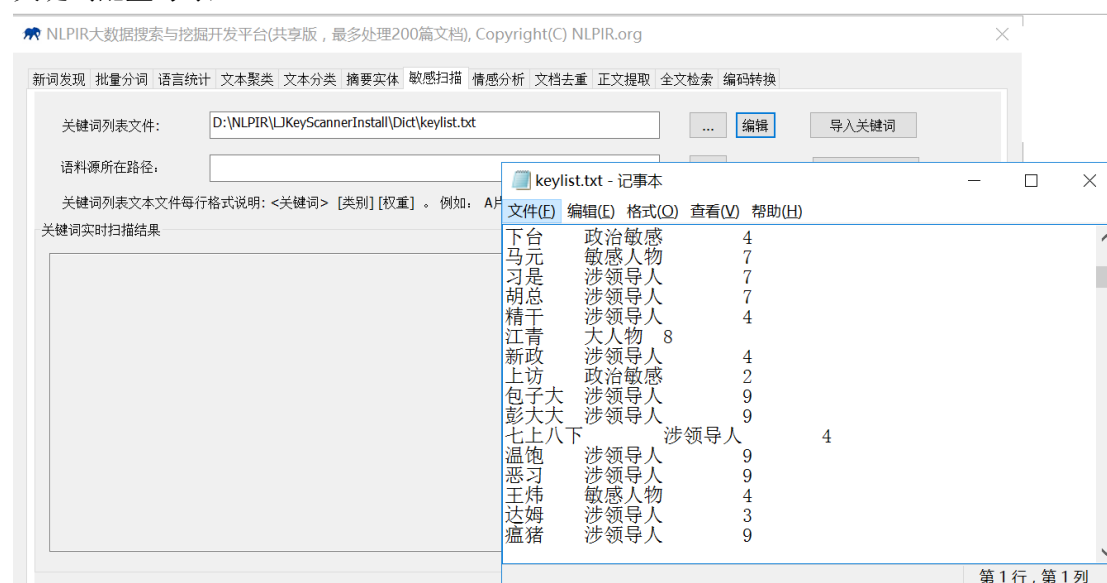 NLPIR大数据搜索与挖掘开发平台(共享版，最多处理200篇文档), Copyright(C) NLPIR.org
新词发现 批量分词 语言统计 文本聚类 文本分类 摘要实体 敏感扫描 情感分析 文档去重 正文提取 全文检索 编码转换
关键词列表文件: D:\NLPIR\LJKeyScannerInstall\Dict\keylist.txt ... 编辑 导入关键词
语料源所在路径:
关键词列表文本文件每行格式说明: <关键词> [类别] [权重] 。例如: A片
关键词实时扫描结果
keylist.txt - 记事本
文件(F) 编辑(E) 格式(O) 查看(V) 帮助(H)
下台 政治敏感 4
马元 敏感人物 7
习是 涉领导人 7
胡总 涉领导人 7
精干 涉领导人 4
江青 大人物 8
新政 涉领导人 4
上访 政治敏感 2
包子大 涉领导人 9
彭大大 涉领导人 9
七上八下 涉领导人 4
温饱 涉领导人 9
恶习 涉领导人 9
王炜 敏感人物 4
达姆 涉领导人 3
瘟猪 涉领导人 9
第 1 行，第 1 列